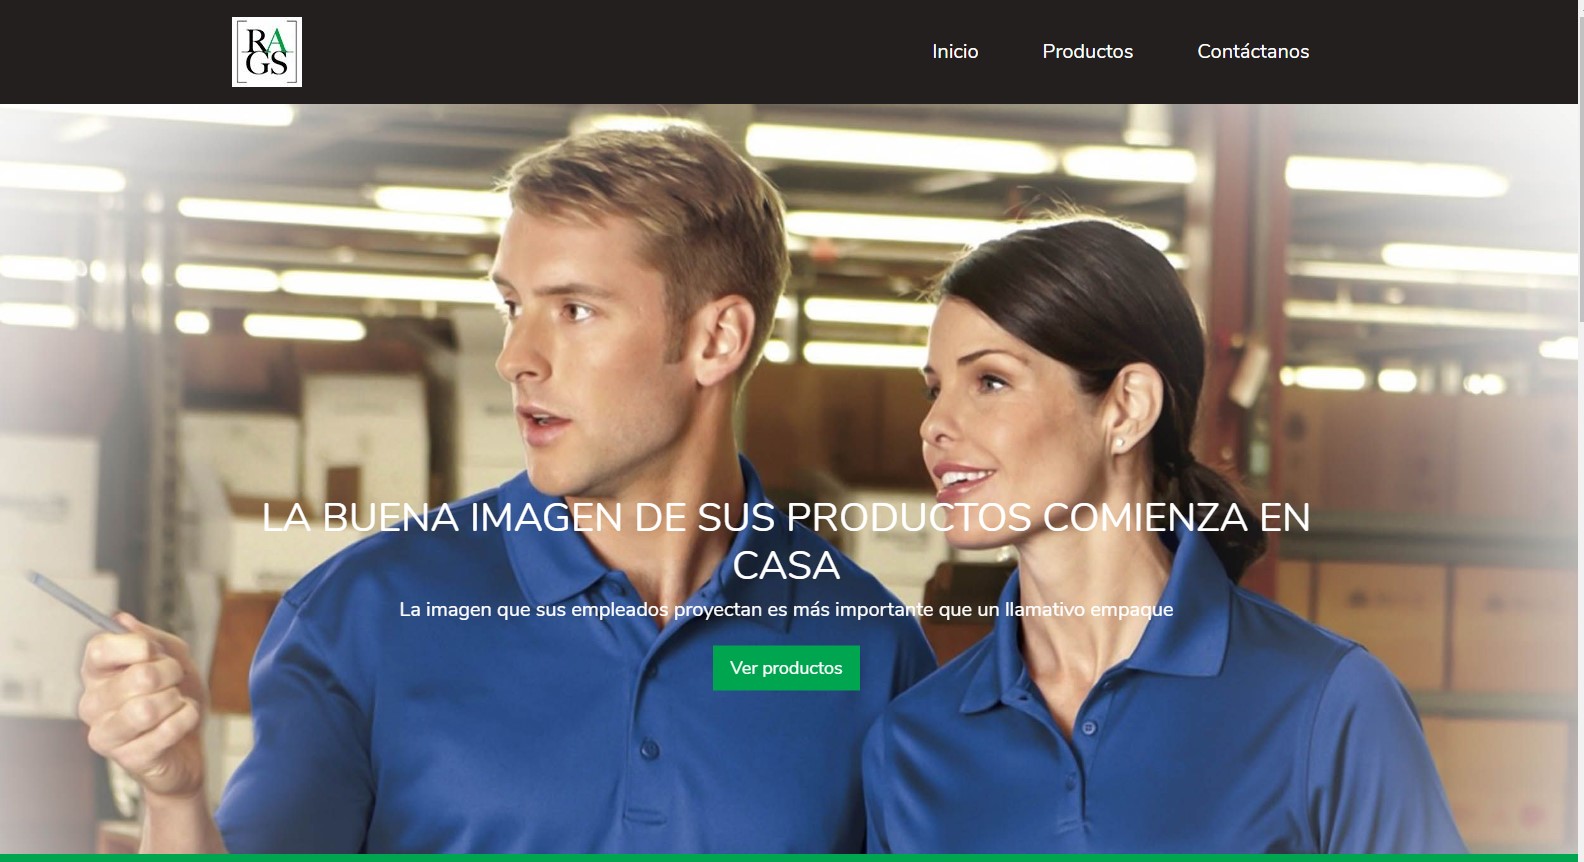 RA
GS
Inicio
Productos
Contáctanos
LA BUENA IMAGEN DE SUS PRODUCTOS COMIENZA EN
CASA
La imagen que sus empleados proyectan es más importante que un llamativo empaque
Ver productos